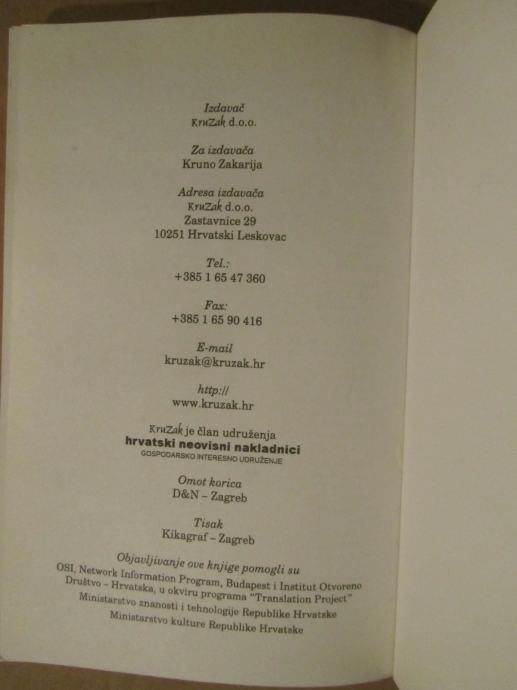 Izdavač
KruZak d.o.o.
Za izdavača
Kruno Zakarija
Adresa izdavača
KruZak d.o.o.
Zastavnice 29
10251 Hrvatski Leskovac
Tel.:
+385 1 65 47 360
Fax:
+385 1 65 90 416
E-mail
kruzak@kruzak.hr
http://
www.kruzak.hr
KruZak je član udruženja
hrvatski neovisni nakladnici
GOSPODARSKO INTERESNO UDRUŽENJE
Omot korica
D&N – Zagreb
Tisak
Kikagraf – Zagreb
Objavljivanje ove knjige pomogli su
OSI, Network Information Program, Budapest i Institut Otvoreno
Društvo – Hrvatska, u okviru programa "Translation Project"
Ministarstvo znanosti i tehnologije Republike Hrvatske
Ministarstvo kulture Republike Hrvatske